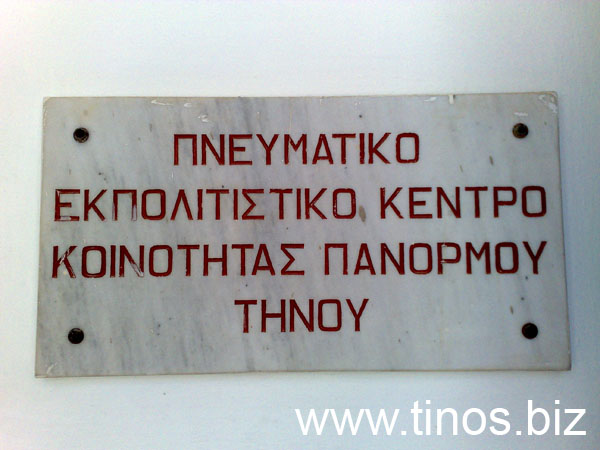 ΠΝΕΥΜΑΤΙΚΟ
ΕΚΠΟΛΙΤΙΣΤΙΚΟ ΚΕΝΤΡΟ
ΚΟΙΝΟΤΗΤΑΣ ΠΑΝΟΡΜΟΥ
ΤΗΝΟΥ
www.tinos.biz